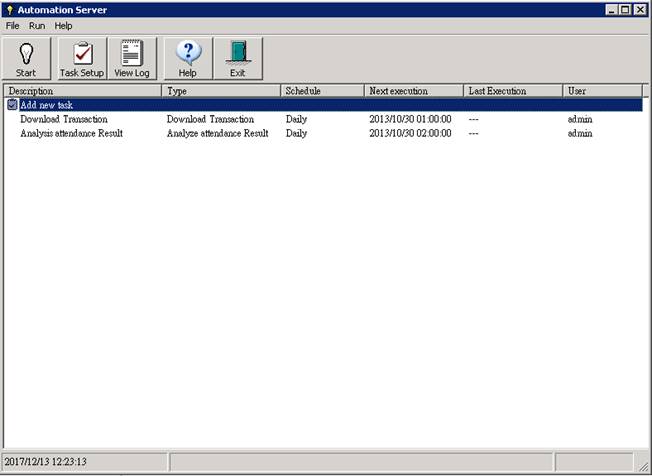 Automation Server
File Run Help
Start Task Setup View Log Help Exit
Description Type Schedule Next execution Last Execution User
Add new task
Download Transaction Download Transaction Daily 2013/10/30 01:00:00 --- admin
Analysis attendance Result Analyze attendance Result Daily 2013/10/30 02:00:00 --- admin
2017/12/13 12:23:13